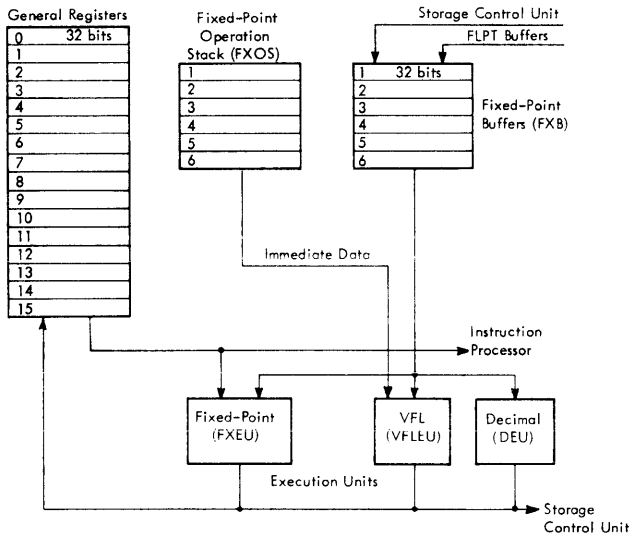 General Registers
0 32 bits
1
2
3
4
5
6
7
8
9
10
11
12
13
14
15
Fixed-Point
Operation
Stack (FXOS)
1
2
3
4
5
6
Storage Control Unit
FLPT Buffers
1 32 bits
2
3
4
5
6
Fixed-Point
Buffers (FXB)
Immediate Data
Instruction
Processor
Fixed-Point
(FXEU)
VFL
(VFLEU)
Decimal
(DEU)
Execution Units
Storage
Control Unit